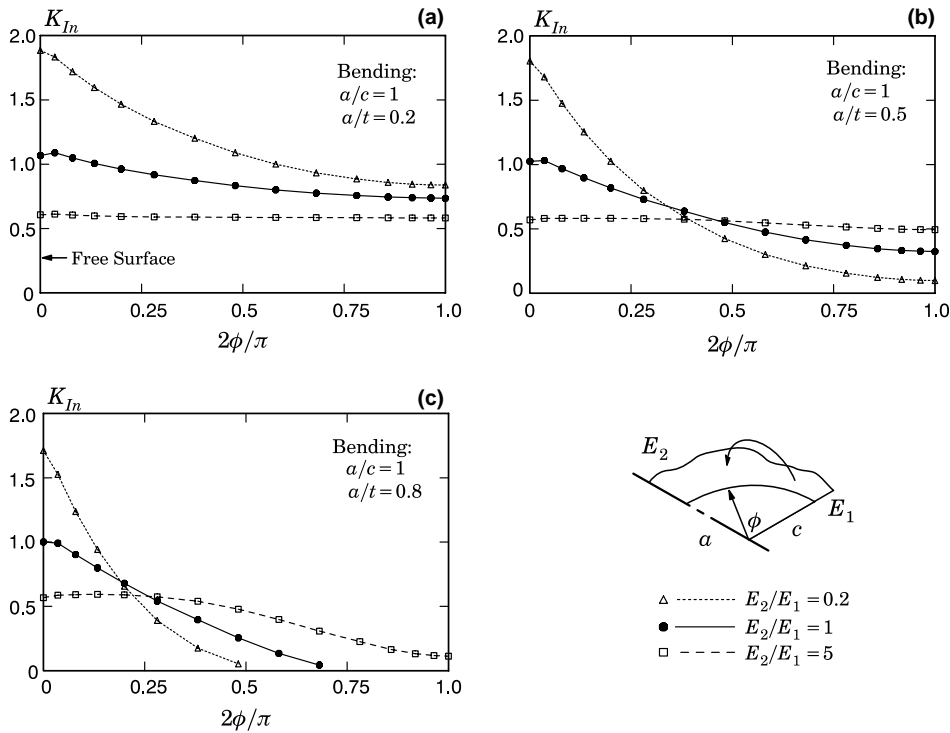 K_In (a)
2.0
1.5
1.0
0.5
0
Bending:
a/c=1
a/t=0.2
← Free Surface
0 0.25 0.50 0.75 1.0
2ϕ/π
K_In (b)
2.0
1.5
1.0
0.5
0
Bending:
a/c=1
a/t=0.5
0 0.25 0.50 0.75 1.0
2ϕ/π
K_In (c)
2.0
1.5
1.0
0.5
0
Bending:
a/c=1
a/t=0.8
0 0.25 0.50 0.75 1.0
2ϕ/π
E_2
E_1
ϕ
a
c
E_2/E_1=0.2
E_2/E_1=1
E_2/E_1=5